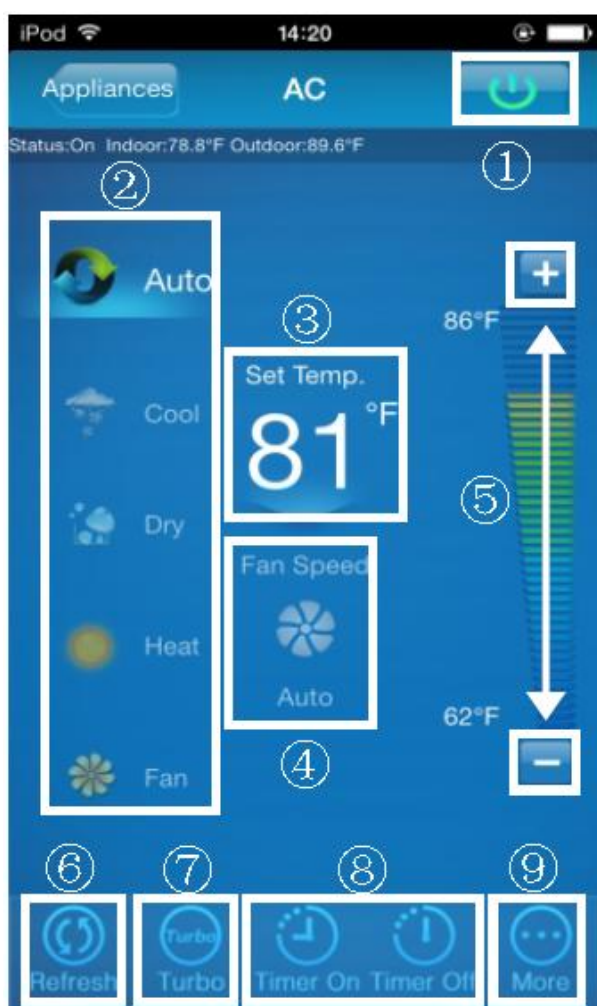 iPod 14:20
Appliances AC
①
Status:On Indoor:78.8°F Outdoor:89.6°F
②
Auto
③
86°F
Set Temp.
81 °F
Cool
⑤
Dry
Fan Speed
Heat
Auto
62°F
④
Fan
⑥ ⑦ ⑧ ⑨
Turbo
Refresh Turbo Timer On Timer Off More